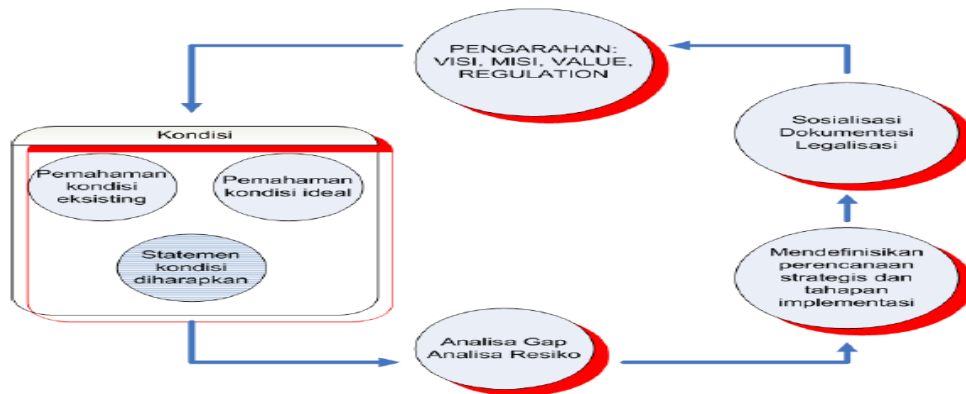 PENGARAHAN:
VISI, MISI, VALUE,
REGULATION
Kondisi
Pemahaman
kondisi
eksisting
Pemahaman
kondisi ideal
Statemen
kondisi
diharapkan
Analisa Gap
Analisa Resiko
Mendefinisikan
perencanaan
strategis dan
tahapan
implementasi
Sosialisasi
Dokumentasi
Legalisasi